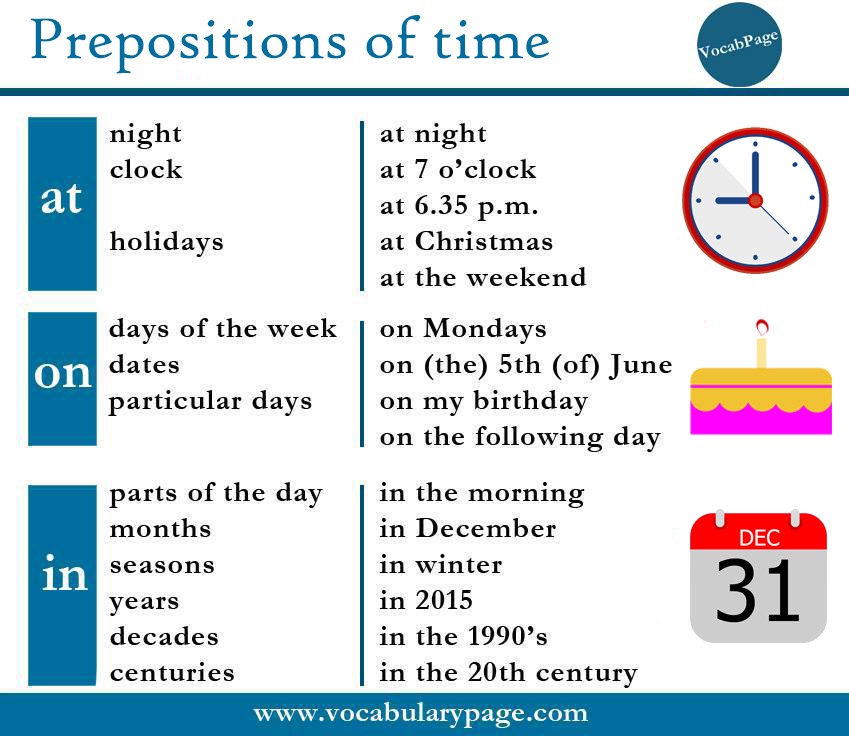 Prepositions of time
VocabPage
at
night
at night
clock
at 7 o’clock
at 6.35 p.m.
holidays
at Christmas
at the weekend
on
days of the week
on Mondays
dates
on (the) 5th (of) June
particular days
on my birthday
on the following day
in
parts of the day
in the morning
months
in December
seasons
in winter
years
in 2015
decades
in the 1990’s
centuries
in the 20th century
DEC
31
www.vocabularypage.com